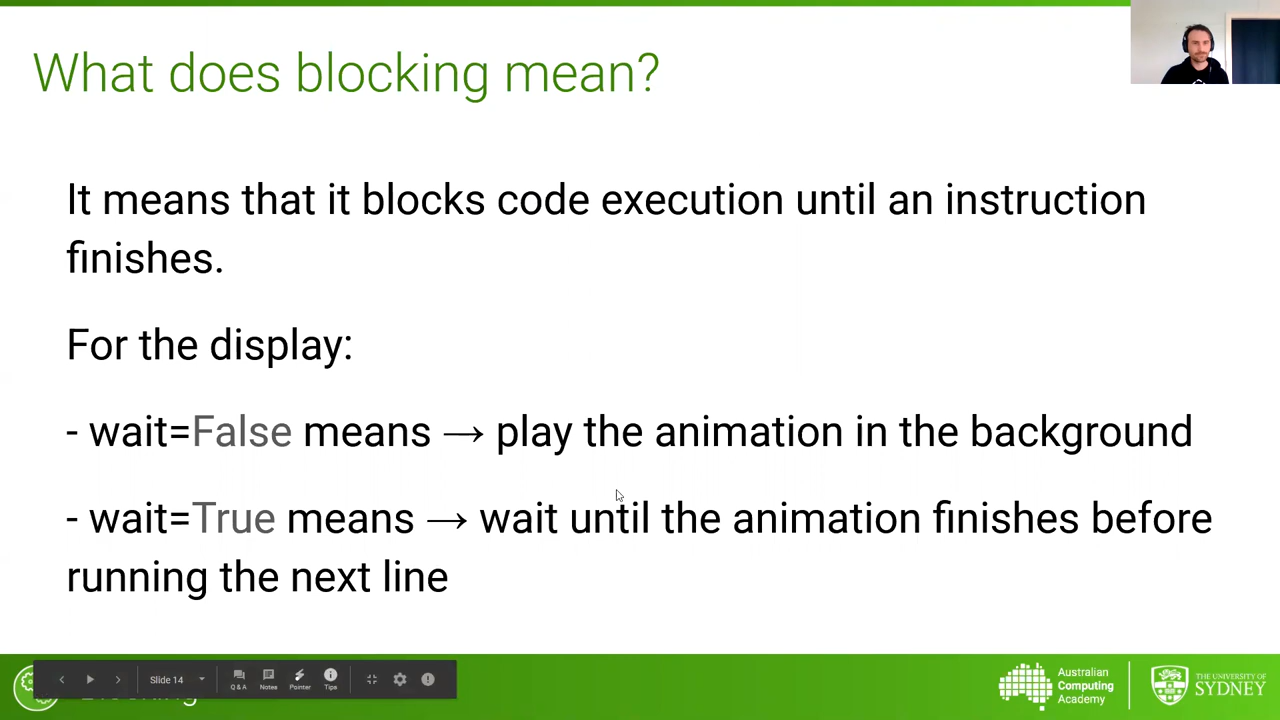 What does blocking mean?
It means that it blocks code execution until an instruction
finishes.
For the display:
- wait=False means → play the animation in the background
- wait=True means → wait until the animation finishes before
running the next line
Slide 14
Q & A
Notes
Pointer
Tips
Australian
Computing
Academy
THE UNIVERSITY OF
SYDNEY